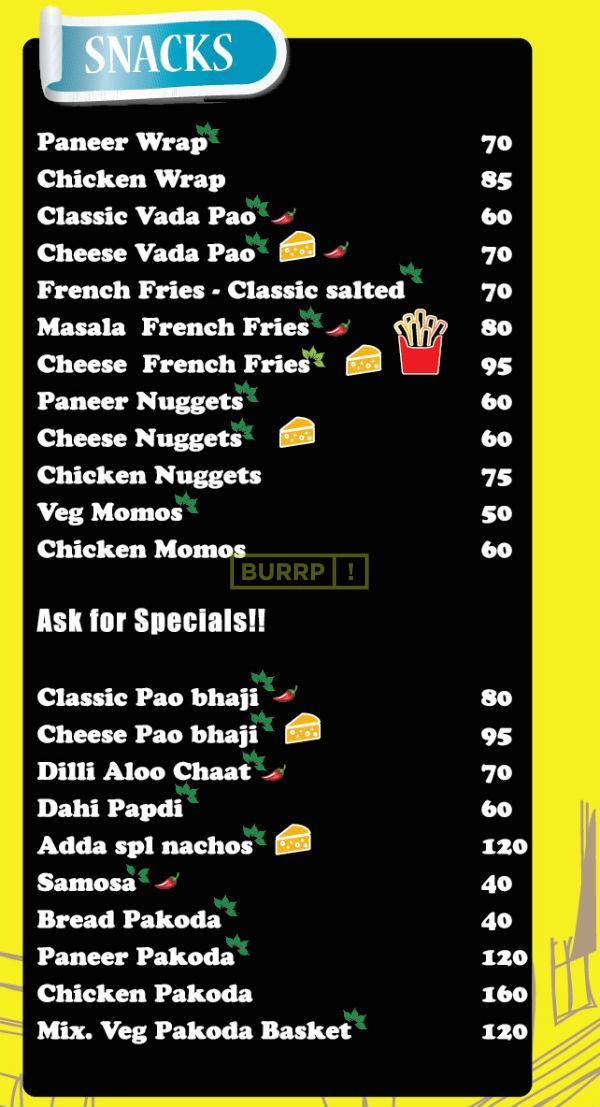 SNACKS
Paneer Wrap 70
Chicken Wrap 85
Classic Vada Pao 60
Cheese Vada Pao 70
French Fries - Classic salted 70
Masala French Fries 80
Cheese French Fries 95
Paneer Nuggets 60
Cheese Nuggets 60
Chicken Nuggets 75
Veg Momos 50
Chicken Momos 60
BURRP !
Ask for Specials!!
Classic Pao bhaji 80
Cheese Pao bhaji 95
Dilli Aloo Chaat 70
Dahi Papdi 60
Adda spl nachos 120
Samosa 40
Bread Pakoda 40
Paneer Pakoda 120
Chicken Pakoda 160
Mix. Veg Pakoda Basket 120